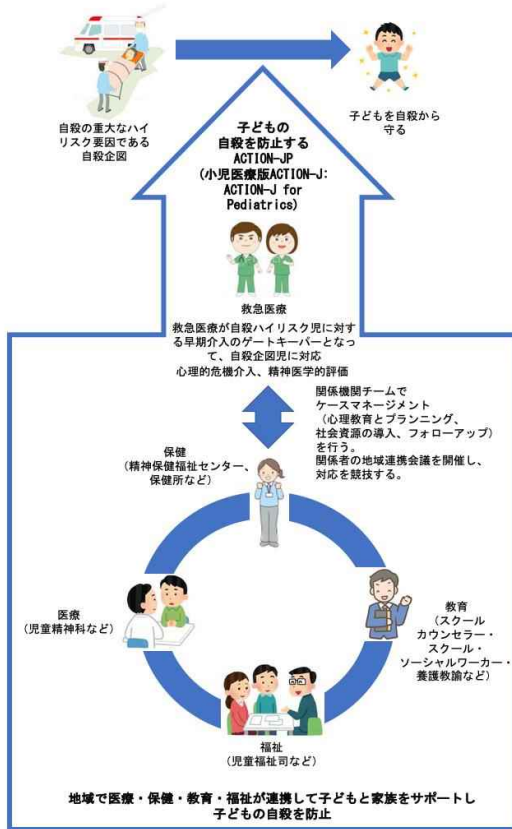 自殺の重大なハイ
リスク要因である
自殺企図
子どもを自殺から
守る
子どもの
自殺を防止する
ACTION-JP
(小児医療版ACTION-J:
ACTION-J for
Pediatrics)
救急医療
救急医療が自殺ハイリスク児に対す
る早期介入のゲートキーパーとなっ
て、自殺企図児に対応
心理的危機介入、精神医学的評価
関係機関チームで
ケースマネージメント
(心理教育とプランニング、
社会資源の導入、フォローアップ)
を行う。
関係者の地域連携会議を開催し、
対応を競技する。
保健
(精神保健福祉センター、
保健所など)
医療
(児童精神科など)
教育
(スクール
カウンセラー・
スクール・
ソーシャルワーカー・
養護教諭など)
福祉
(児童福祉司など)
地域で医療・保健・教育・福祉が連携して子どもと家族をサポートし
子どもの自殺を防止